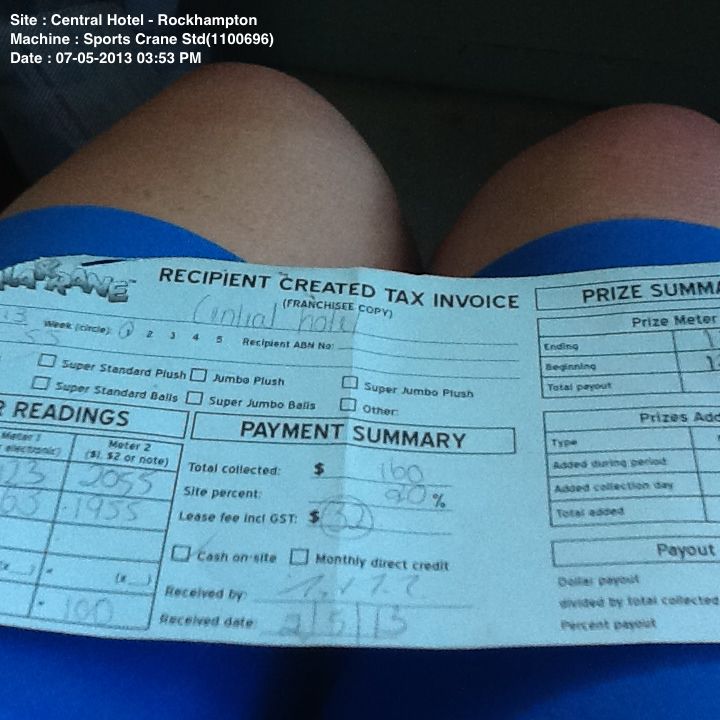 Site : Central Hotel - Rockhampton
Machine : Sports Crane Std(1100696)
Date : 07-05-2013 03:53 PM
RECIPIENT CREATED TAX INVOICE
(FRANCHISEE COPY)
Central hotel
Week (circle): 1 2 3 4 5 Recipient ABN No:
Super Standard Plush Jumbo Plush Super Jumbo Plush
Super Standard Balls Super Jumbo Balls Other:
READINGS
Meter 1 Meter 2
electronic) ($1, $2 or note)
23 2055
63 1955
100
PAYMENT SUMMARY
Total collected: $ 160
Site percent: 20 %
Lease fee incl GST: $ 32
Cash on-site Monthly direct credit
Received by:
Received date: 2/5/13
PRIZE SUMMA
Prize Meter
Ending
Beginning
Total payout
Prizes Add
Type
Added during period
Added collection day
Total added
Payout
Dollar payout
divided by total collected
Percent payout